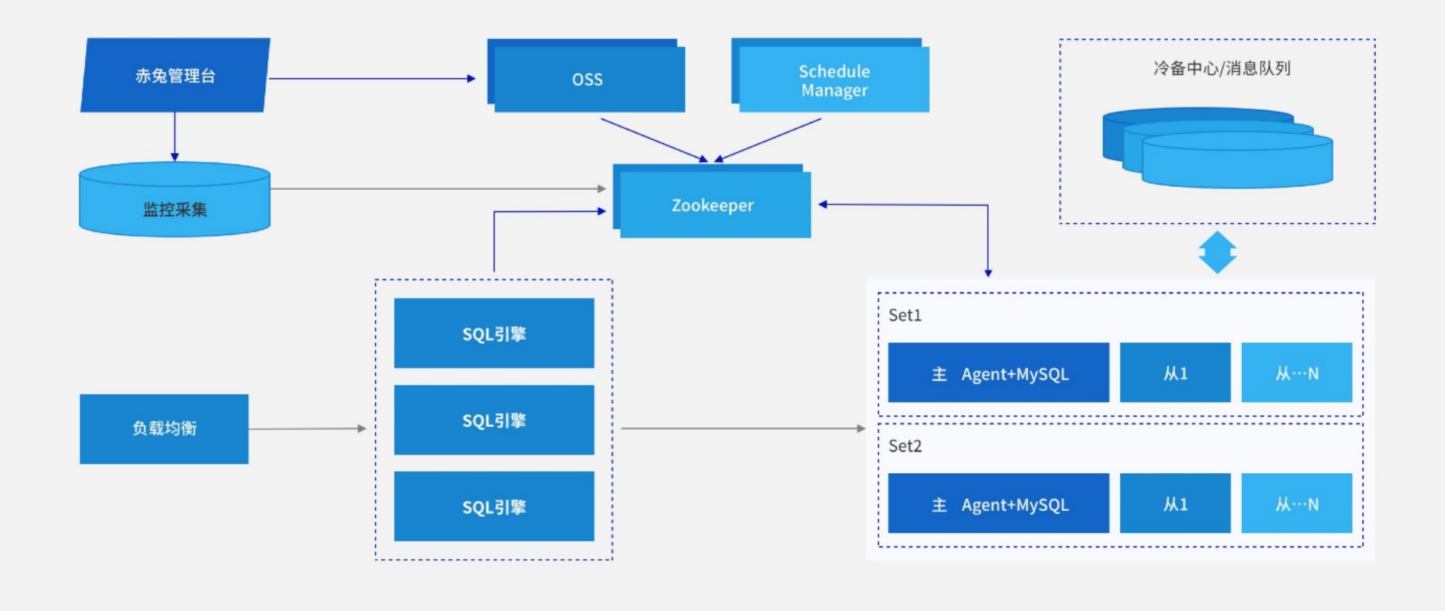 赤兔管理台
OSS
Schedule
Manager
冷备中心/消息队列
监控采集
Zookeeper
SQL引擎
SQL引擎
SQL引擎
负载均衡
Set1
主 Agent+MySQL
从1
从…N
Set2
主 Agent+MySQL
从1
从…N